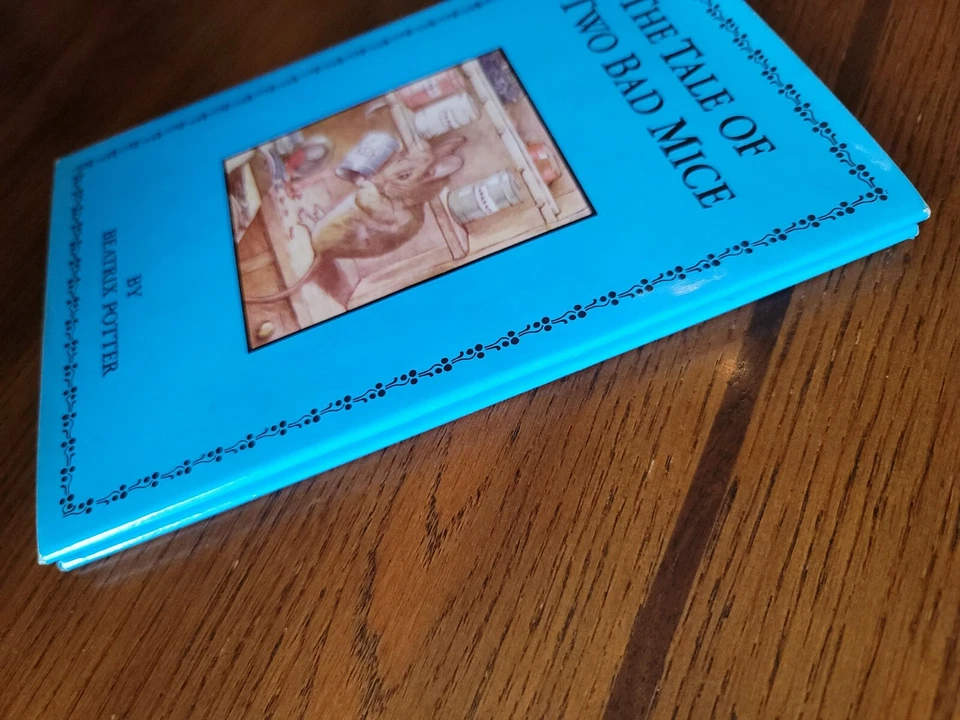 THE TALE OF
TWO BAD MICE
BY
BEATRIX POTTER